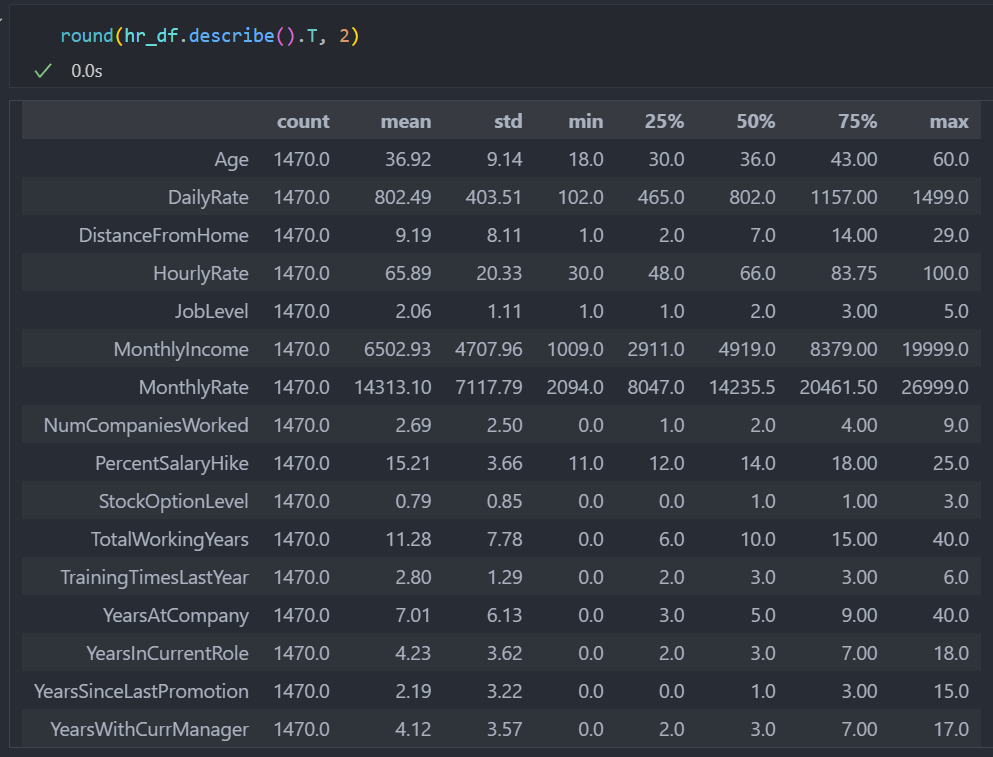 round(hr_df.describe().T, 2)
0.0s
count mean std min 25% 50% 75% max
Age 1470.0 36.92 9.14 18.0 30.0 36.0 43.00 60.0
DailyRate 1470.0 802.49 403.51 102.0 465.0 802.0 1157.00 1499.0
DistanceFromHome 1470.0 9.19 8.11 1.0 2.0 7.0 14.00 29.0
HourlyRate 1470.0 65.89 20.33 30.0 48.0 66.0 83.75 100.0
JobLevel 1470.0 2.06 1.11 1.0 1.0 2.0 3.00 5.0
MonthlyIncome 1470.0 6502.93 4707.96 1009.0 2911.0 4919.0 8379.00 19999.0
MonthlyRate 1470.0 14313.10 7117.79 2094.0 8047.0 14235.5 20461.50 26999.0
NumCompaniesWorked 1470.0 2.69 2.50 0.0 1.0 2.0 4.00 9.0
PercentSalaryHike 1470.0 15.21 3.66 11.0 12.0 14.0 18.00 25.0
StockOptionLevel 1470.0 0.79 0.85 0.0 0.0 1.0 1.00 3.0
TotalWorkingYears 1470.0 11.28 7.78 0.0 6.0 10.0 15.00 40.0
TrainingTimesLastYear 1470.0 2.80 1.29 0.0 2.0 3.0 3.00 6.0
YearsAtCompany 1470.0 7.01 6.13 0.0 3.0 5.0 9.00 40.0
YearsInCurrentRole 1470.0 4.23 3.62 0.0 2.0 3.0 7.00 18.0
YearsSinceLastPromotion 1470.0 2.19 3.22 0.0 0.0 1.0 3.00 15.0
YearsWithCurrManager 1470.0 4.12 3.57 0.0 2.0 3.0 7.00 17.0